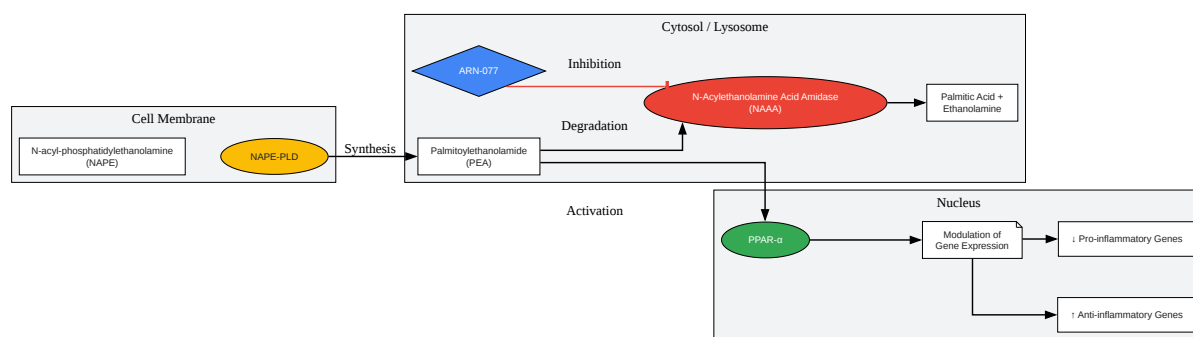 Cytosol / Lysosome
ARN-077
Inhibition
N-Acylethanolamine Acid Amidase
(NAAA)
Palmitic Acid +
Ethanolamine
Cell Membrane
N-acyl-phosphatidylethanolamine
(NAPE)
NAPE-PLD
Synthesis
Degradation
Palmitoylethanolamide
(PEA)
Activation
Nucleus
PPAR-α
Modulation of
Gene Expression
↓ Pro-inflammatory Genes
↑ Anti-inflammatory Genes